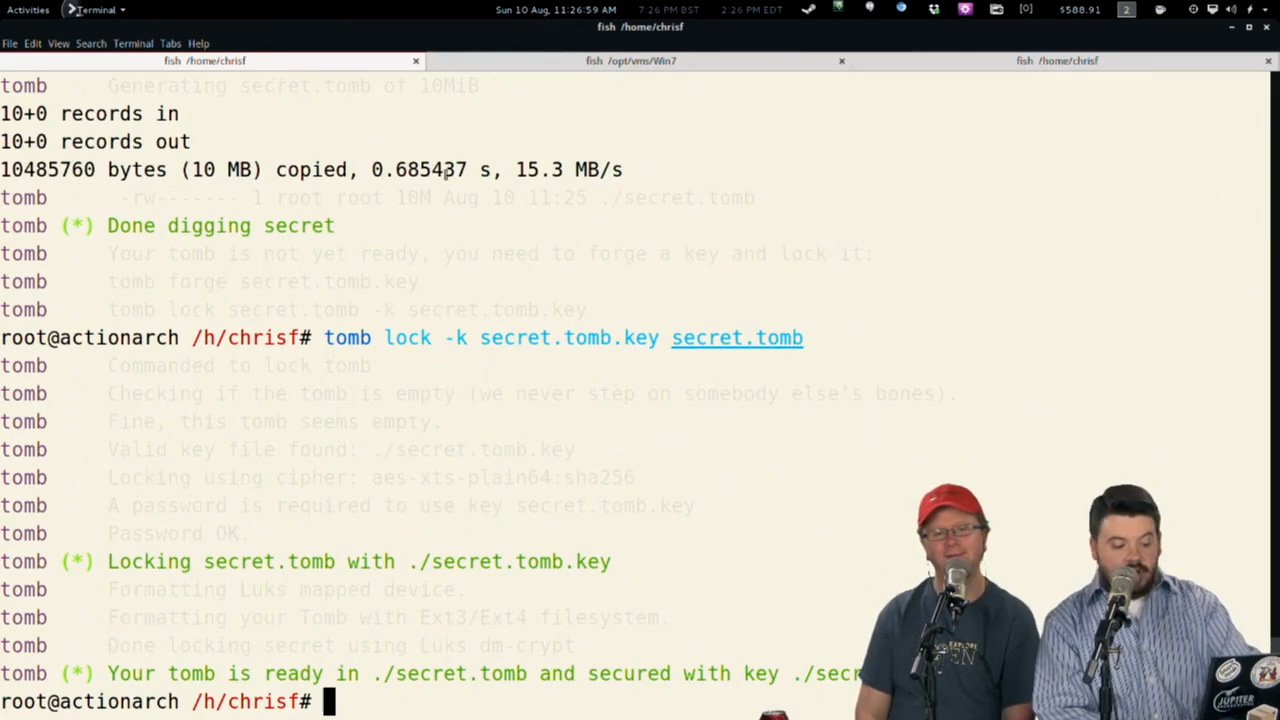 Activities Terminal Sun 10 Aug, 11:26:59 AM 7:26 PM BST 2:26 PM EDT [0] $588.91 2
fish /home/chrisf
File Edit View Search Terminal Tabs Help
fish /home/chrisf × fish /opt/vms/Win7 × fish /home/chrisf ×
tomb Generating secret.tomb of 10MiB
10+0 records in
10+0 records out
10485760 bytes (10 MB) copied, 0.685437 s, 15.3 MB/s
tomb -rw------- 1 root root 10M Aug 10 11:25 ./secret.tomb
tomb (*) Done digging secret
tomb Your tomb is not yet ready, you need to forge a key and lock it:
tomb tomb forge secret.tomb.key
tomb tomb lock secret.tomb -k secret.tomb.key
root@actionarch /h/chrisf# tomb lock -k secret.tomb.key secret.tomb
tomb Commanded to lock tomb
tomb Checking if the tomb is empty (we never step on somebody else's bones).
tomb Fine, this tomb seems empty.
tomb Valid key file found: ./secret.tomb.key
tomb Locking using cipher: aes-xts-plain64:sha256
tomb A password is required to use key secret.tomb.key
tomb Password OK.
tomb (*) Locking secret.tomb with ./secret.tomb.key
tomb Formatting Luks mapped device.
tomb Formatting your Tomb with Ext3/Ext4 filesystem.
tomb Done locking secret using Luks dm-crypt
tomb (*) Your tomb is ready in ./secret.tomb and secured with key ./secr
root@actionarch /h/chrisf#
EXPLORE
JUPITER